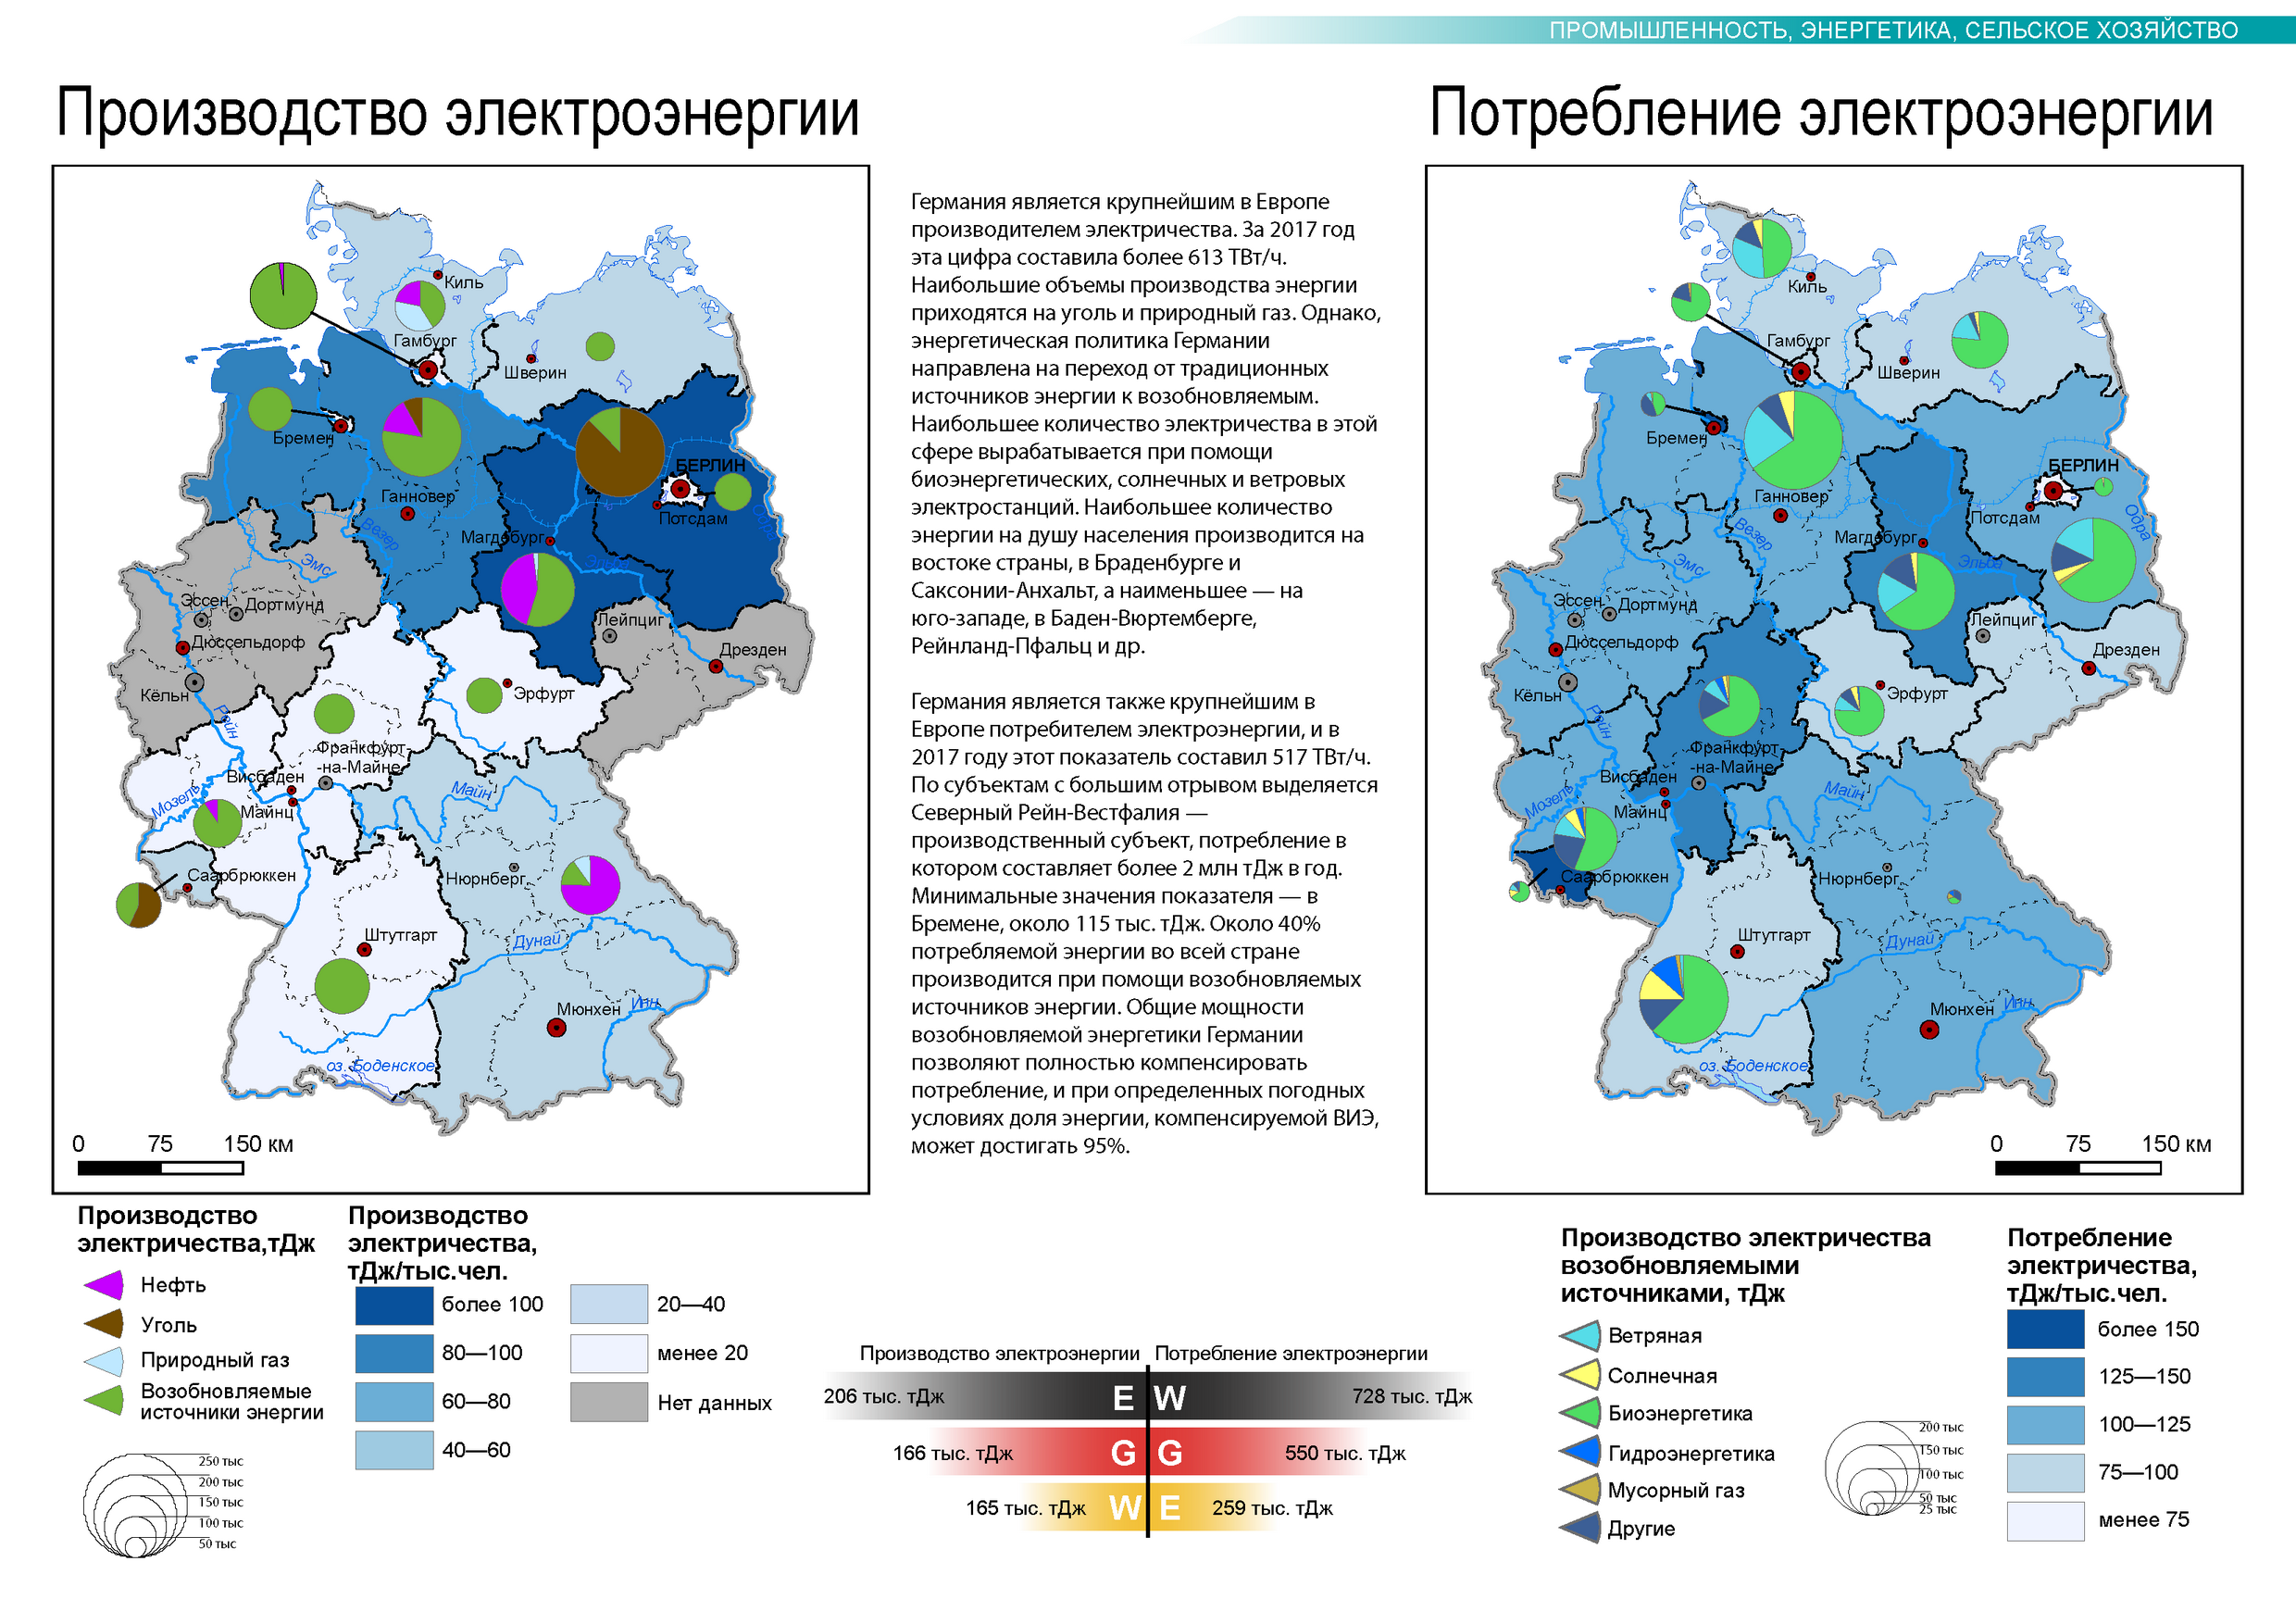 ПРОМЫШЛЕННОСТЬ, ЭНЕРГЕТИКА, СЕЛЬСКОЕ ХОЗЯЙСТВО
Производство электроэнергии
Киль
Гамбург
Шверин
Бремен
БЕРЛИН
Ганновер
Потсдам
Одра
Везер
Магдебург
Эльба
Эмс
Эссен
Дортмунд
Лейпциг
Дюссельдорф
Дрезден
Кёльн
Эрфурт
Рейн
Франкфурт-
-на-Майне
Висбаден
Мозель
Майнц
Майн
Саарбрюккен
Нюрнберг
Штутгарт
Дунай
Мюнхен
Инн
оз. Боденское
0 75 150 км
Германия является крупнейшим в Европе
производителем электричества. За 2017 год
эта цифра составила более 613 ТВт/ч.
Наибольшие объемы производства энергии
приходятся на уголь и природный газ. Однако,
энергетическая политика Германии
направлена на переход от традиционных
источников энергии к возобновляемым.
Наибольшее количество электричества в этой
сфере вырабатывается при помощи
биоэнергетических, солнечных и ветровых
электростанций. Наибольшее количество
энергии на душу населения производится на
востоке страны, в Браденбурге и
Саксонии-Анхальт, а наименьшее — на
юго-западе, в Баден-Вюртемберге,
Рейнланд-Пфальц и др.
Германия является также крупнейшим в
Европе потребителем электроэнергии, и в
2017 году этот показатель составил 517 ТВт/ч.
По субъектам с большим отрывом выделяется
Северный Рейн-Вестфалия —
производственный субъект, потребление в
котором составляет более 2 млн тДж в год.
Минимальные значения показателя — в
Бремене, около 115 тыс. тДж. Около 40%
потребляемой энергии во всей стране
производится при помощи возобновляемых
источников энергии. Общие мощности
возобновляемой энергетики Германии
позволяют полностью компенсировать
потребление, и при определенных погодных
условиях доля энергии, компенсируемой ВИЭ,
может достигать 95%.
Потребление электроэнергии
Киль
Гамбург
Шверин
Бремен
БЕРЛИН
Ганновер
Потсдам
Одра
Везер
Магдебург
Эльба
Эмс
Эссен
Дортмунд
Лейпциг
Дюссельдорф
Дрезден
Кёльн
Эрфурт
Рейн
Франкфурт-
-на-Майне
Висбаден
Мозель
Майнц
Майн
Саарбрюккен
Нюрнберг
Штутгарт
Дунай
Мюнхен
Инн
оз. Боденское
0 75 150 км
Производство
электричества,тДж
Нефть
Уголь
Природный газ
Возобновляемые
источники энергии
250 тыс
200 тыс
150 тыс
100 тыс
50 тыс
Производство
электричества,
тДж/тыс.чел.
более 100
80—100
60—80
40—60
20—40
менее 20
Нет данных
Производство электроэнергии Потребление электроэнергии
206 тыс. тДж E W 728 тыс. тДж
166 тыс. тДж G G 550 тыс. тДж
165 тыс. тДж W E 259 тыс. тДж
Производство электричества
возобновляемыми
источниками, тДж
Ветряная
Солнечная
Биоэнергетика
Гидроэнергетика
Мусорный газ
Другие
200 тыс
150 тыс
100 тыс
50 тыс
25 тыс
Потребление
электричества,
тДж/тыс.чел.
более 150
125—150
100—125
75—100
менее 75